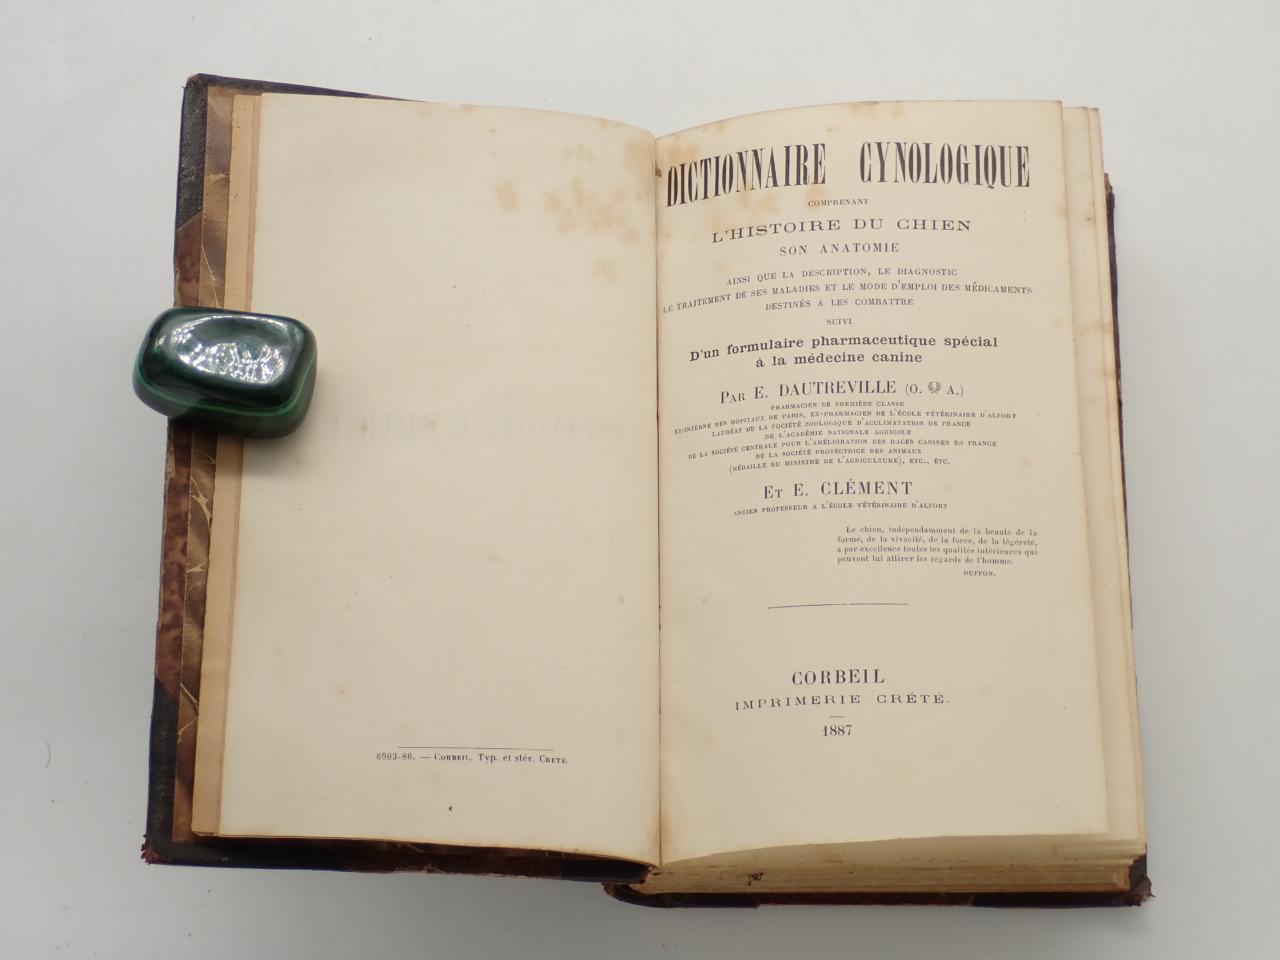 6903-86. — CORBEIL. Typ. et stér. CRÉTÉ.
DICTIONNAIRE CYNOLOGIQUE
COMPRENANT
L'HISTOIRE DU CHIEN
SON ANATOMIE
AINSI QUE LA DESCRIPTION, LE DIAGNOSTIC
LE TRAITEMENT DE SES MALADIES ET LE MODE D'EMPLOI DES MÉDICAMENTS
DESTINÉS A LES COMBATTRE
SUIVI
D'un formulaire pharmaceutique spécial
à la médecine canine
PAR E. DAUTREVILLE (O. A.)
PHARMACIEN DE PREMIÈRE CLASSE
EX-INTERNE DES HOPITAUX DE PARIS, EX-PHARMACIEN DE L'ÉCOLE VÉTÉRINAIRE D'ALFORT
LAURÉAT DE LA SOCIÉTÉ ZOOLOGIQUE D'ACCLIMATATION DE FRANCE
DE L'ACADÉMIE NATIONALE AGRICOLE
DE LA SOCIÉTÉ CENTRALE POUR L'AMÉLIORATION DES RACES CANINES EN FRANCE
DE LA SOCIÉTÉ PROTECTRICE DES ANIMAUX
(MÉDAILLE DU MINISTRE DE L'AGRICULTURE), ETC., ETC.
ET E. CLÉMENT
ANCIEN PROFESSEUR A L'ÉCOLE VÉTÉRINAIRE D'ALFORT
Le chien, indépendamment de la beauté de la
forme, de la vivacité, de la force, de la légèreté,
a par excellence toutes les qualités intérieures qui
peuvent lui attirer les regards de l'homme.
BUFFON.
CORBEIL
IMPRIMERIE CRÉTÉ.
1887